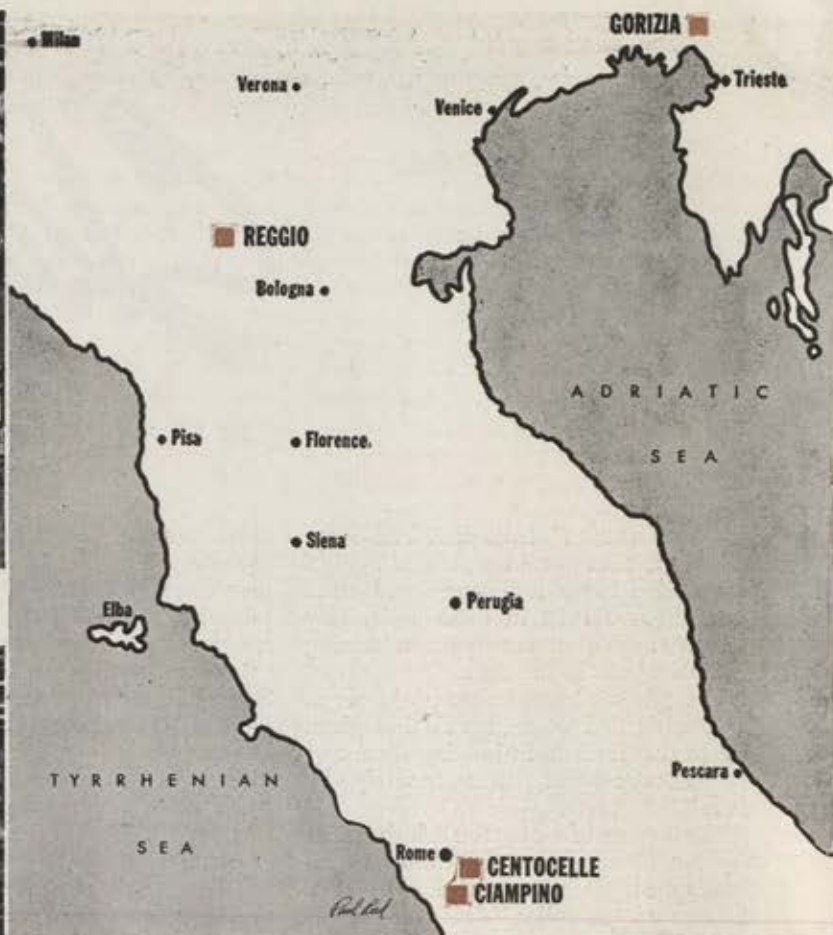 GORIZIA
Milan
Trieste
Verona
Venice
REGGIO
Bologna
ADRIATIC
SEA
Pisa
Florence
Siena
Perugia
Elba
Pescara
TYRRHENIAN
SEA
Rome
CENTOCELLE
CIAMPINO